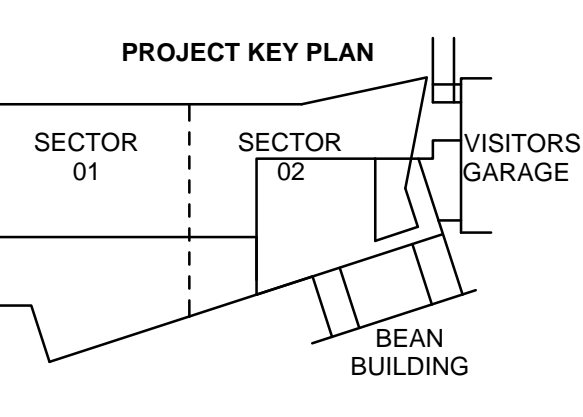 PROJECT KEY PLAN
SECTOR
01
SECTOR
02
VISITORS
GARAGE
BEAN
BUILDING